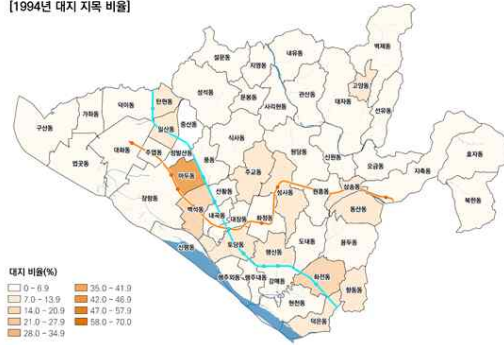 [1994년 대지 지목 비율]
설문동
지영동
내유동
벽제동
구산동
가좌동
덕이동
탄현동
성석동
문봉동
사리현동
관산동
고양동
대자동
선유동
일산동
중산동
대화동
주엽동
정발산동
식사동
법곳동
풍동
원당동
신원동
오금동
지축동
효자동
마두동
주교동
장항동
선황동
성사동
원흥동
삼송동
북한동
백석동
내곡동
대장동
화정동
동산동
신평동
토당동
행신동
도내동
용두동
행주외동
행주내동
강매동
화전동
향동동
현천동
덕은동
대지 비율(%)
0 - 6.9
35.0 - 41.9
7.0 - 13.9
42.0 - 46.9
14.0 - 20.9
47.0 - 57.9
21.0 - 27.9
58.0 - 70.0
28.0 - 34.9